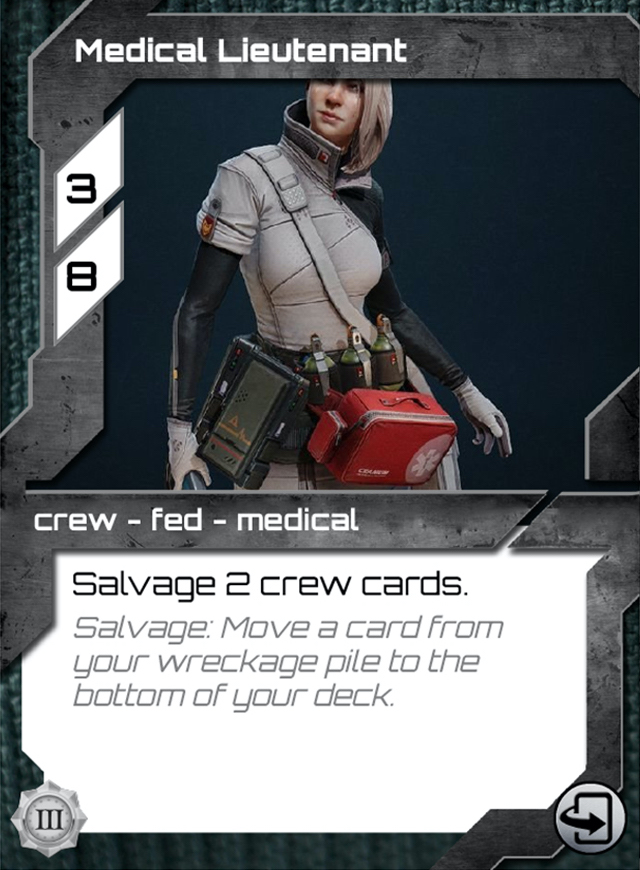 Medical Lieutenant
3
8
crew - fed - medical
Salvage 2 crew cards.
Salvage: Move a card from
your wreckage pile to the
bottom of your deck.
III